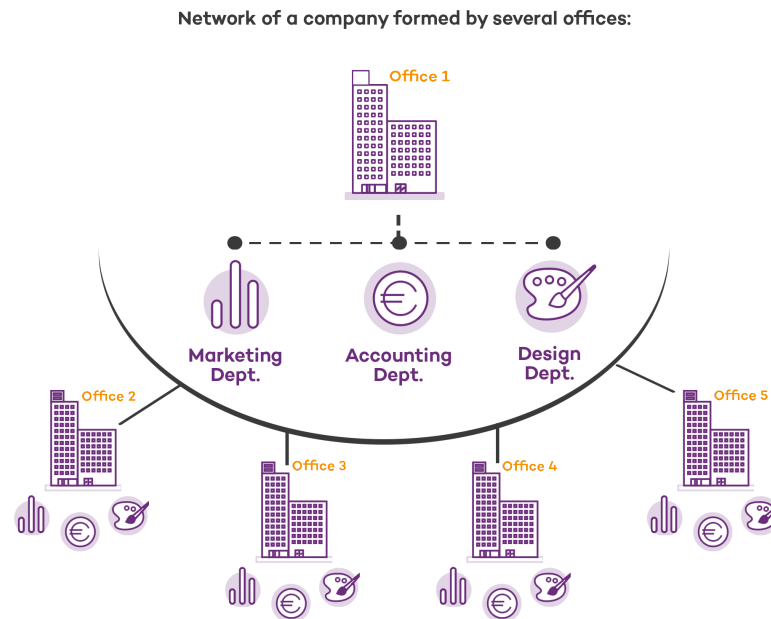 Network of a company formed by several offices:
Office 1
Marketing
Dept.
Accounting
Dept.
Design
Dept.
Office 2
Office 3
Office 4
Office 5